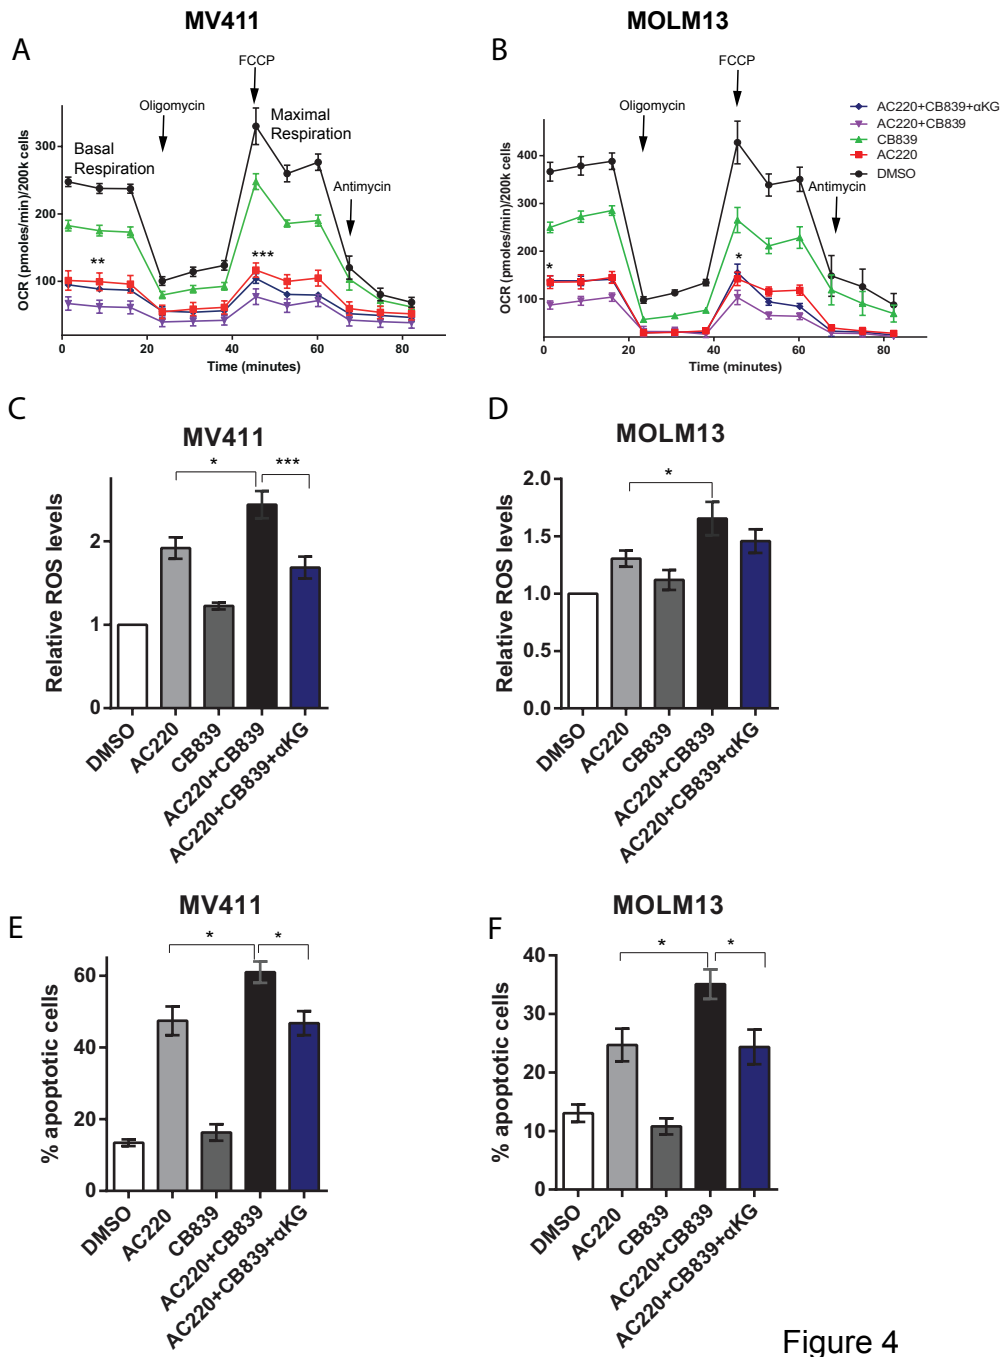 MV411
MOLM13
A
B
FCCP
FCCP
Oligomycin
Maximal
Respiration
Basal
Respiration
Antimycin
Oligomycin
Antimycin
AC220+CB839+αKG
AC220+CB839
CB839
AC220
DMSO
OCR (pmoles/min)/200k cells
300
200
100
**
***
0
20
40
60
80
Time (minutes)
OCR (pmoles/min)/200k cells
400
300
200
100
*
*
0
20
40
60
80
Time (minutes)
C
MV411
Relative ROS levels
2
1
0
*
***
DMSO
AC220
CB839
AC220+CB839
AC220+CB839+αKG
D
MOLM13
Relative ROS levels
2.0
1.5
1.0
0.5
0.0
*
DMSO
AC220
CB839
AC220+CB839
AC220+CB839+αKG
E
MV411
% apoptotic cells
60
40
20
0
*
*
DMSO
AC220
CB839
AC220+CB839
AC220+CB839+αKG
F
MOLM13
% apoptotic cells
40
30
20
10
0
*
*
DMSO
AC220
CB839
AC220+CB839
AC220+CB839+αKG
Figure 4